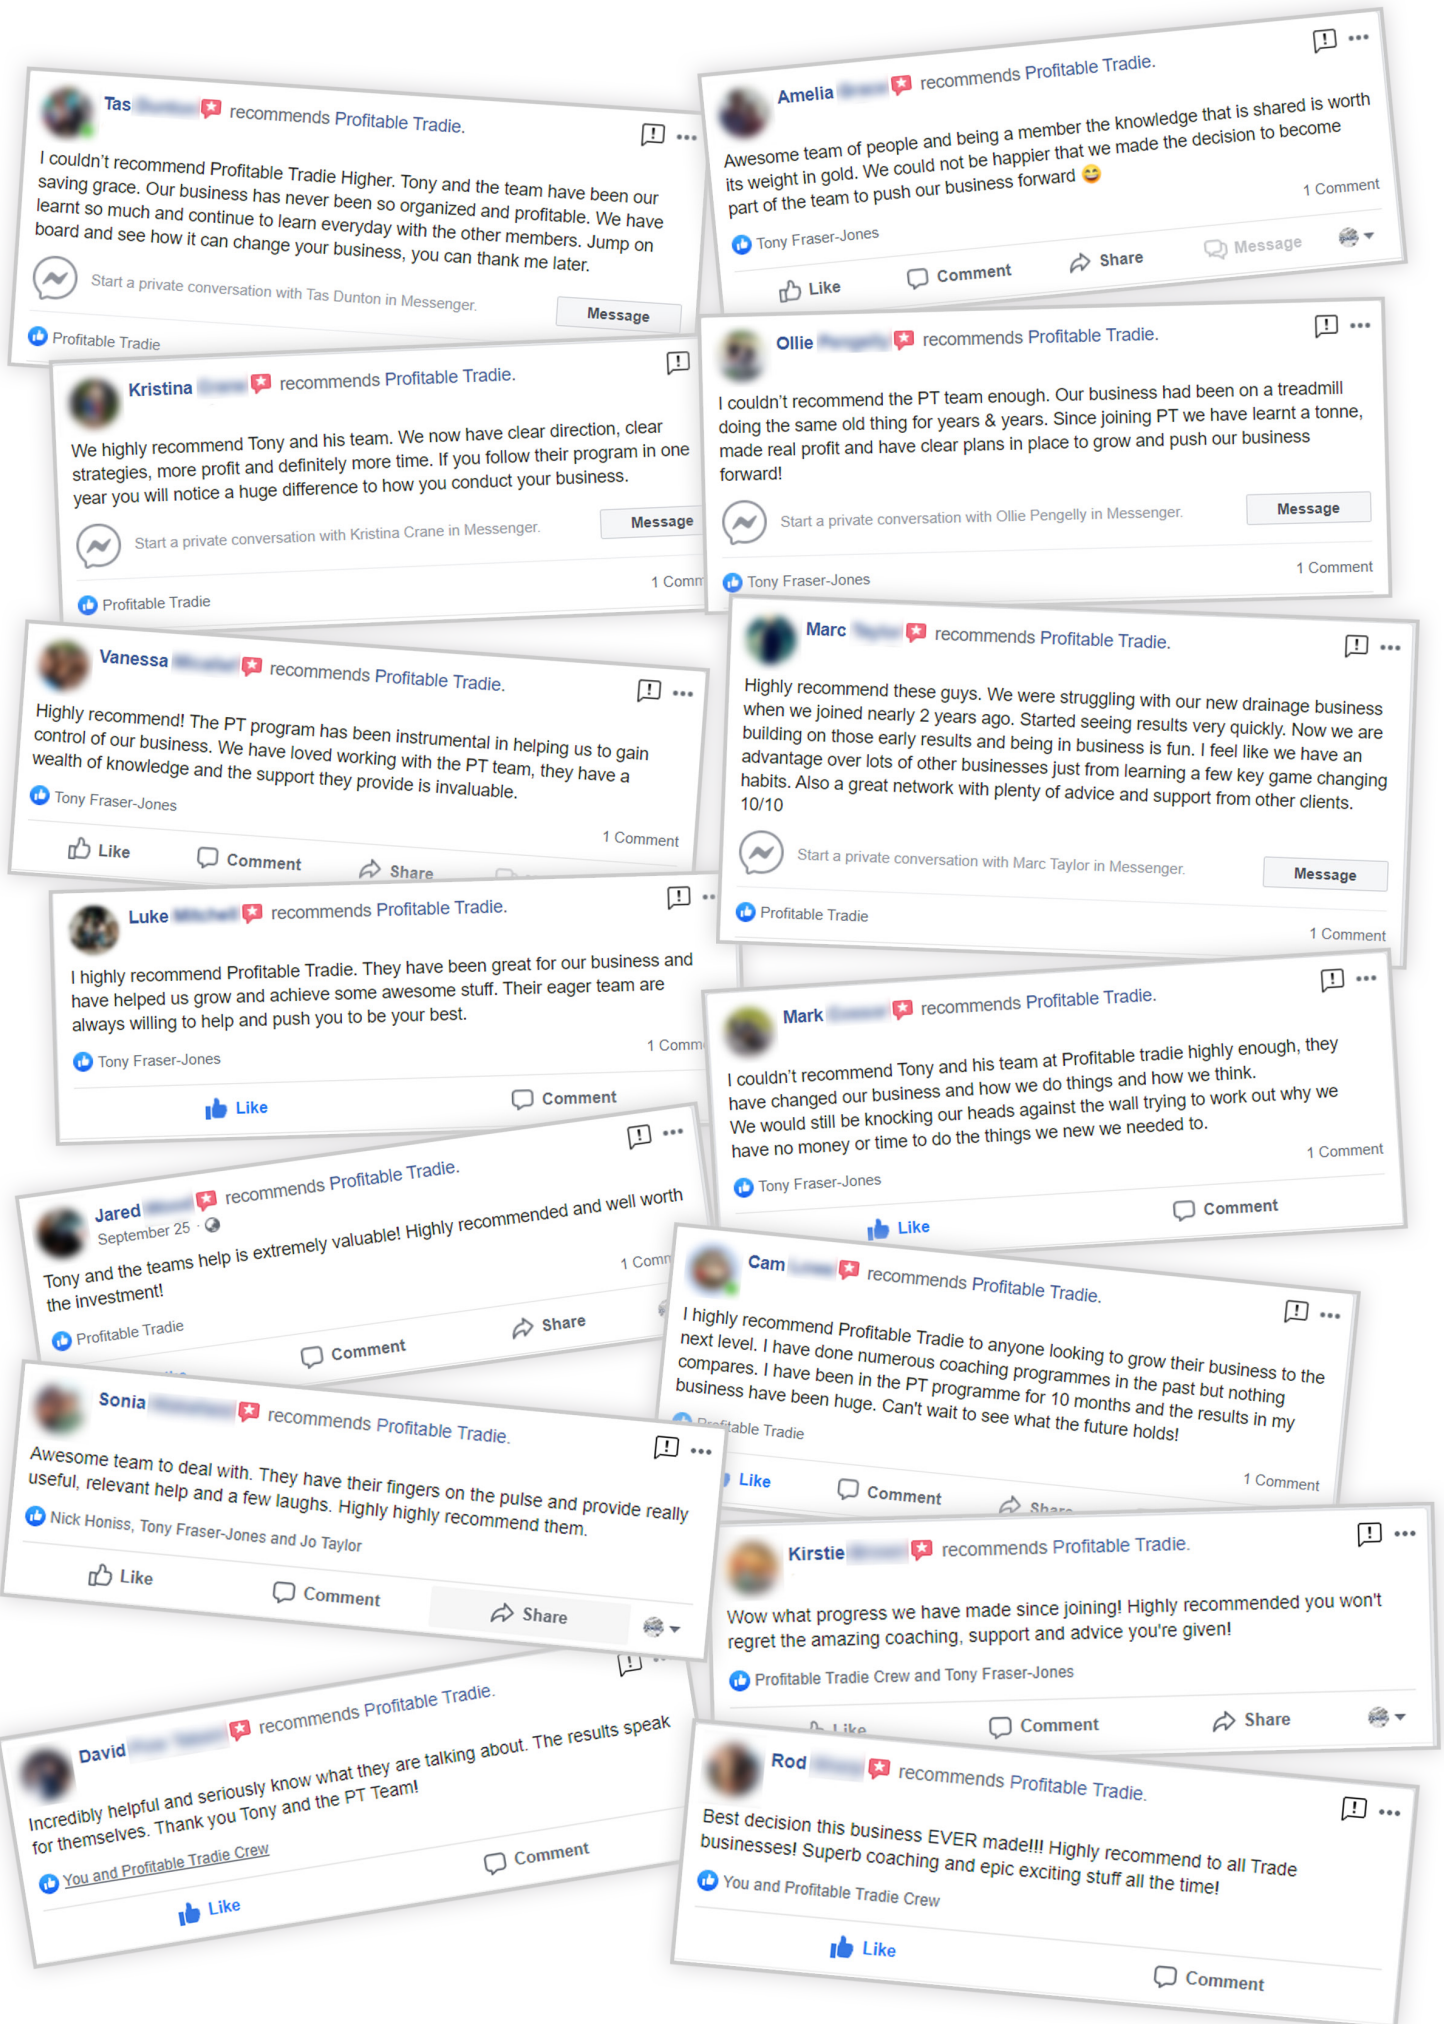 Tas recommends Profitable Tradie.
I couldn't recommend Profitable Tradie Higher. Tony and the team have been our
saving grace. Our business has never been so organized and profitable. We have
learnt so much and continue to learn everyday with the other members. Jump on
board and see how it can change your business, you can thank me later.
Start a private conversation with Tas Dunton in Messenger.
Message
Profitable Tradie
Amelia recommends Profitable Tradie.
Awesome team of people and being a member the knowledge that is shared is worth
its weight in gold. We could not be happier that we made the decision to become
part of the team to push our business forward 😄
1 Comment
Tony Fraser-Jones
Like Comment Share Message
Kristina recommends Profitable Tradie.
We highly recommend Tony and his team. We now have clear direction, clear
strategies, more profit and definitely more time. If you follow their program in one
year you will notice a huge difference to how you conduct your business.
Start a private conversation with Kristina Crane in Messenger.
Message
1 Comm
Profitable Tradie
Ollie recommends Profitable Tradie.
I couldn't recommend the PT team enough. Our business had been on a treadmill
doing the same old thing for years & years. Since joining PT we have learnt a tonne,
made real profit and have clear plans in place to grow and push our business
forward!
Start a private conversation with Ollie Pengelly in Messenger.
Message
1 Comment
Tony Fraser-Jones
Vanessa recommends Profitable Tradie.
Highly recommend! The PT program has been instrumental in helping us to gain
control of our business. We have loved working with the PT team, they have a
wealth of knowledge and the support they provide is invaluable.
Tony Fraser-Jones
1 Comment
Like Comment Share
Marc recommends Profitable Tradie.
Highly recommend these guys. We were struggling with our new drainage business
when we joined nearly 2 years ago. Started seeing results very quickly. Now we are
building on those early results and being in business is fun. I feel like we have an
advantage over lots of other businesses just from learning a few key game changing
habits. Also a great network with plenty of advice and support from other clients.
10/10
Start a private conversation with Marc Taylor in Messenger.
Message
Profitable Tradie
1 Comment
Luke recommends Profitable Tradie.
I highly recommend Profitable Tradie. They have been great for our business and
have helped us grow and achieve some awesome stuff. Their eager team are
always willing to help and push you to be your best.
1 Comm
Tony Fraser-Jones
Like Comment
Mark recommends Profitable Tradie.
I couldn't recommend Tony and his team at Profitable tradie highly enough, they
have changed our business and how we do things and how we think.
We would still be knocking our heads against the wall trying to work out why we
have no money or time to do the things we new we needed to.
1 Comment
Tony Fraser-Jones
Like Comment
Jared recommends Profitable Tradie.
September 25
Tony and the teams help is extremely valuable! Highly recommended and well worth
the investment!
1 Comm
Profitable Tradie
Comment Share
Cam recommends Profitable Tradie.
I highly recommend Profitable Tradie to anyone looking to grow their business to the
next level. I have done numerous coaching programmes in the past but nothing
compares. I have been in the PT programme for 10 months and the results in my
business have been huge. Can't wait to see what the future holds!
Profitable Tradie
1 Comment
Like Comment Share
Sonia recommends Profitable Tradie.
Awesome team to deal with. They have their fingers on the pulse and provide really
useful, relevant help and a few laughs. Highly highly recommend them.
Nick Honiss, Tony Fraser-Jones and Jo Taylor
Like Comment Share
Kirstie recommends Profitable Tradie.
Wow what progress we have made since joining! Highly recommended you won't
regret the amazing coaching, support and advice you're given!
Profitable Tradie Crew and Tony Fraser-Jones
Like Comment Share
David recommends Profitable Tradie.
Incredibly helpful and seriously know what they are talking about. The results speak
for themselves. Thank you Tony and the PT Team!
You and Profitable Tradie Crew
Like Comment
Rod recommends Profitable Tradie.
Best decision this business EVER made!!! Highly recommend to all Trade
businesses! Superb coaching and epic exciting stuff all the time!
You and Profitable Tradie Crew
Like Comment